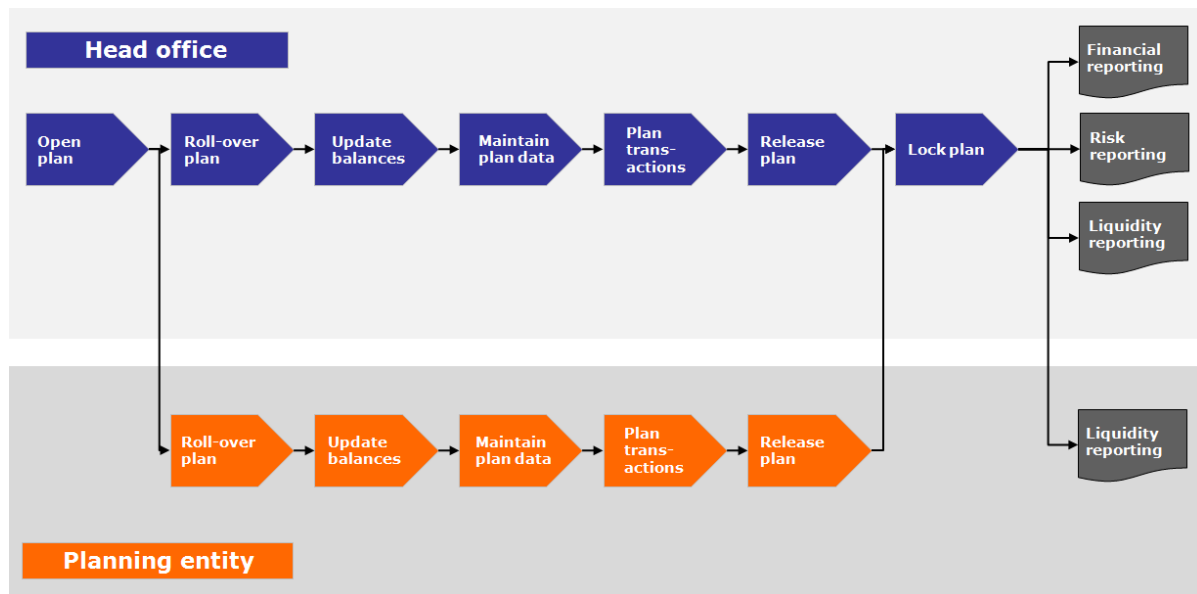 Head office
Financial
reporting
Open
plan
Roll-over
plan
Update
balances
Maintain
plan data
Plan
trans-
actions
Release
plan
Lock plan
Risk
reporting
Liquidity
reporting
Roll-over
plan
Update
balances
Maintain
plan data
Plan
trans-
actions
Release
plan
Liquidity
reporting
Planning entity